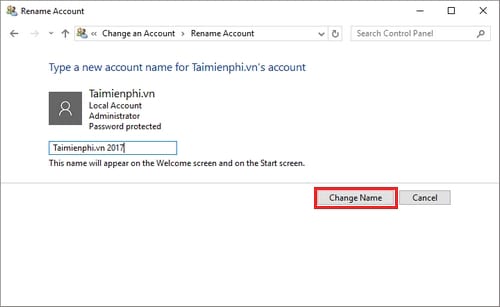 Rename Account
« Change an Account > Rename Account
Search Control Panel
Type a new account name for Taimienphi.vn's account
Taimienphi.vn
Local Account
Administrator
Password protected
Taimienphi.vn 2017
This name will appear on the Welcome screen and on the Start screen.
Change Name
Cancel